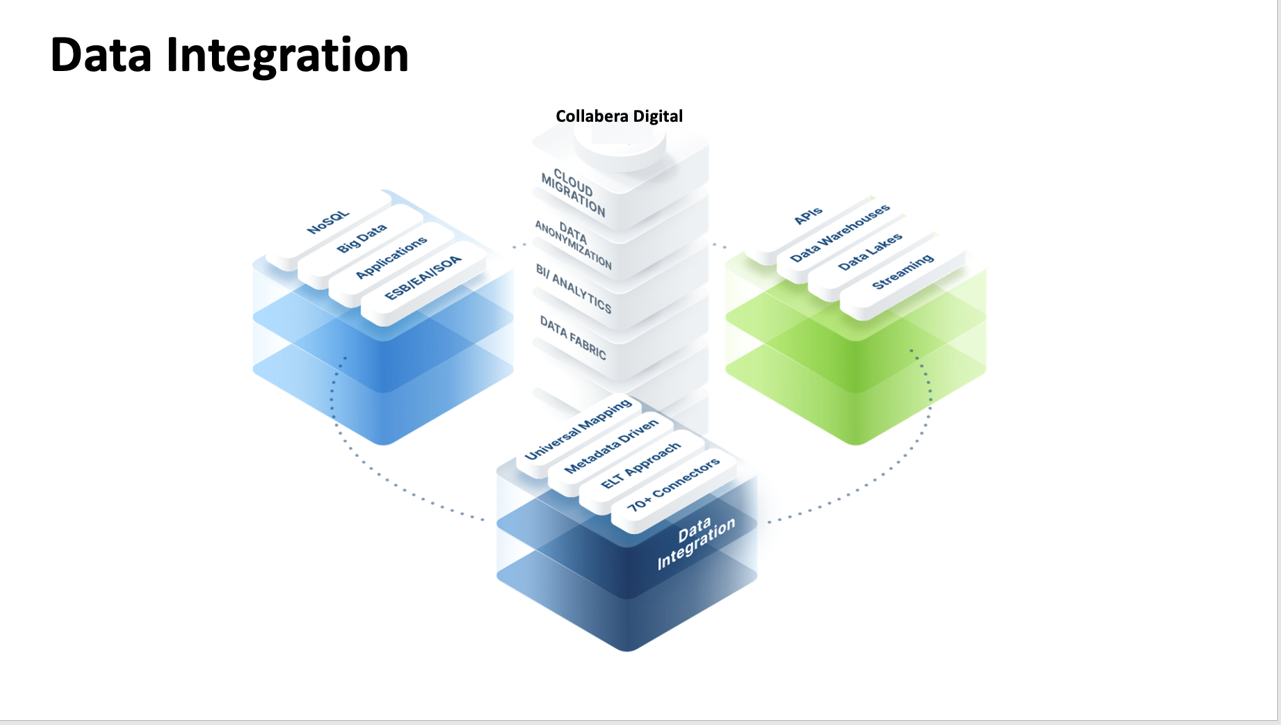 Data Integration
Collabera Digital
CLOUD
MIGRATION
DATA
ANONYMIZATION
BI/ ANALYTICS
DATA FABRIC
NoSQL
Big Data
Applications
ESB/EAI/SOA
APIs
Data Warehouses
Data Lakes
Streaming
Universal Mapping
Metadata Driven
ELT Approach
70+ Connectors
Data
Integration